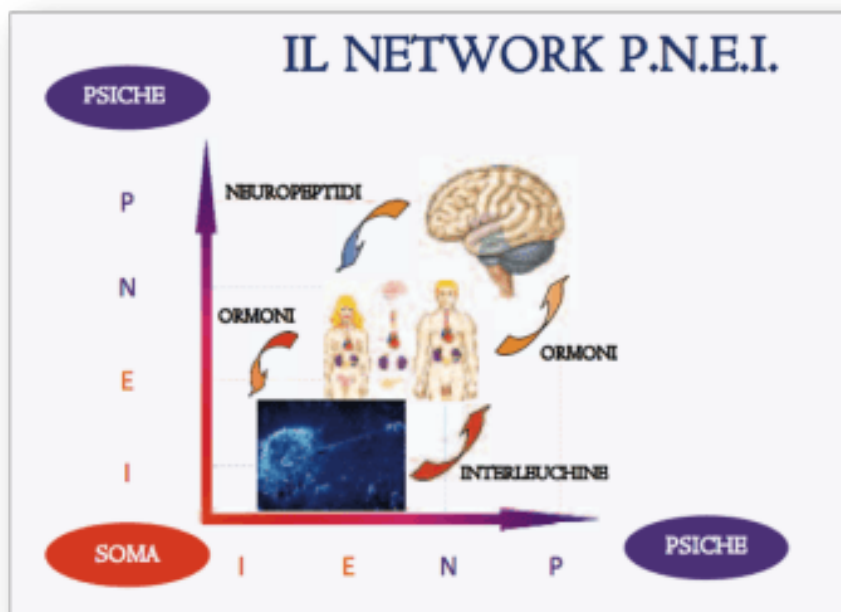 IL NETWORK P.N.E.I.
PSICHE
P
NEUROPEPTIDI
N
ORMONI
ORMONI
E
I
INTERLEUCHINE
SOMA
I E N P
PSICHE